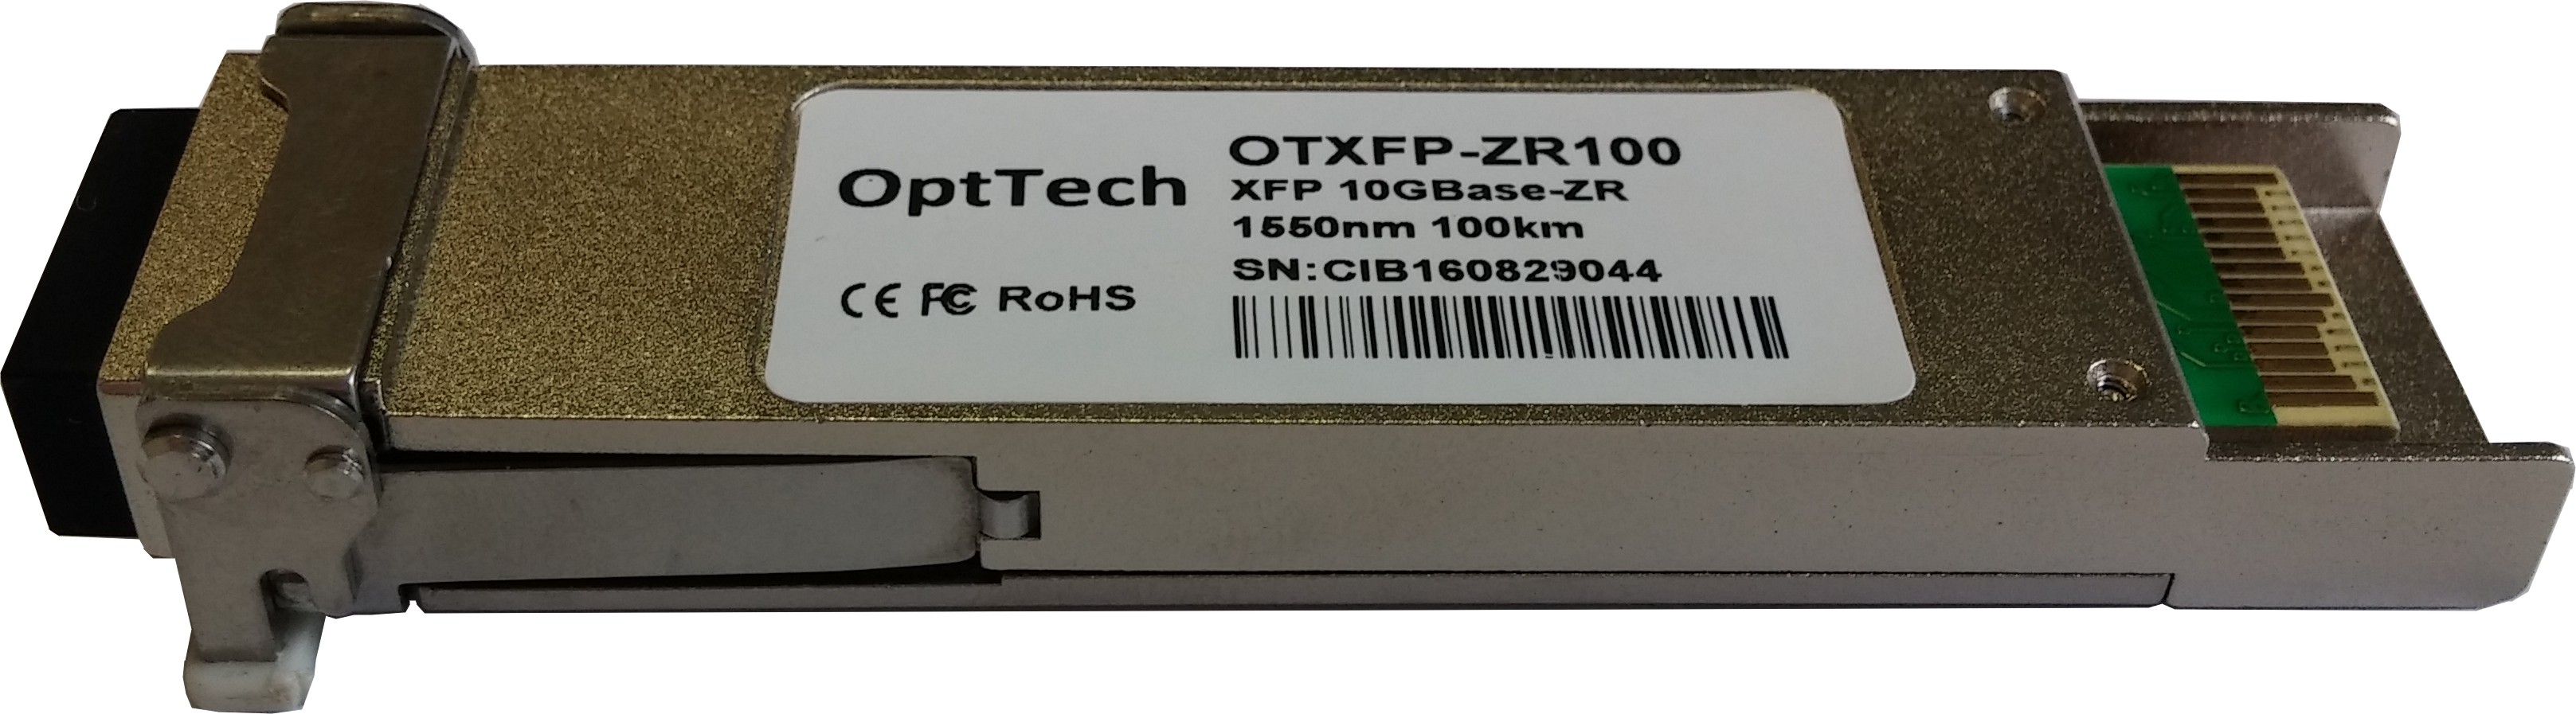 OptTech
OTXFP-ZR100
XFP 10GBase-ZR
1550nm 100km
SN:CIB160829044
CE FC RoHS